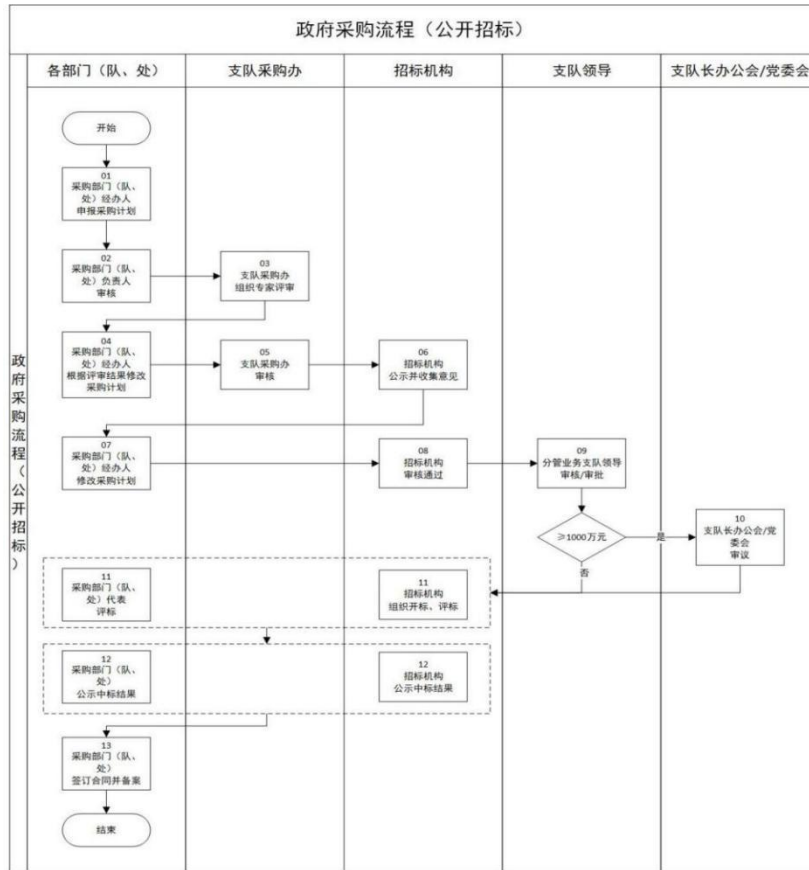 政府采购流程（公开招标）
各部门（队、处）
支队采购办
招标机构
支队领导
支队长办公会/党委会
政府采购流程（公开招标）
开始
01
采购部门（队、
处）经办人
申报采购计划
02
采购部门（队、
处）负责人
审核
03
支队采购办
组织专家评审
04
采购部门（队、
处）经办人
根据评审结果修改
采购计划
05
支队采购办
审核
06
招标机构
公示并收集意见
07
采购部门（队、
处）经办人
修改采购计划
08
招标机构
审核通过
09
分管业务支队领导
审核/审批
≥1000万元
是
否
10
支队长办公会/党
委会
审议
11
采购部门（队、
处）代表
评标
11
招标机构
组织开标、评标
12
采购部门（队、
处）
公示中标结果
12
招标机构
公示中标结果
13
采购部门（队、
处）
签订合同并备案
结束